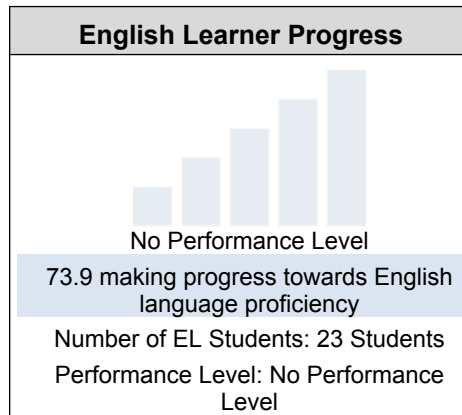 English Learner Progress
No Performance Level
73.9 making progress towards English
language proficiency
Number of EL Students: 23 Students
Performance Level: No Performance
Level